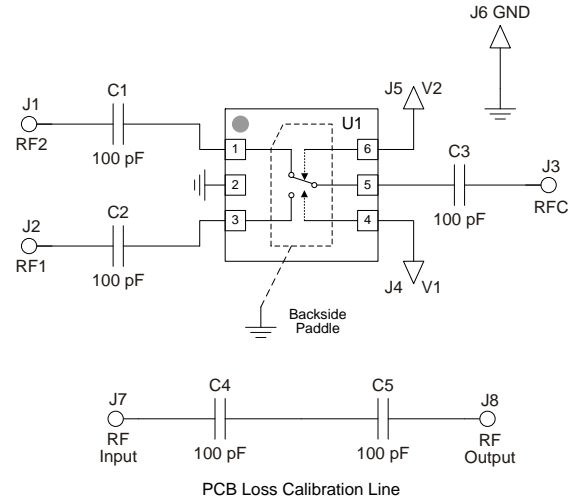 J6 GND
J5 V2
C1
J1
RF2
100 pF
U1
1
2
3
6
5
4
C3
J3
RFC
100 pF
C2
J2
RF1
100 pF
J4 V1
Backside
Paddle
C4
C5
J7
J8
RF
Input
100 pF
100 pF
RF
Output
PCB Loss Calibration Line